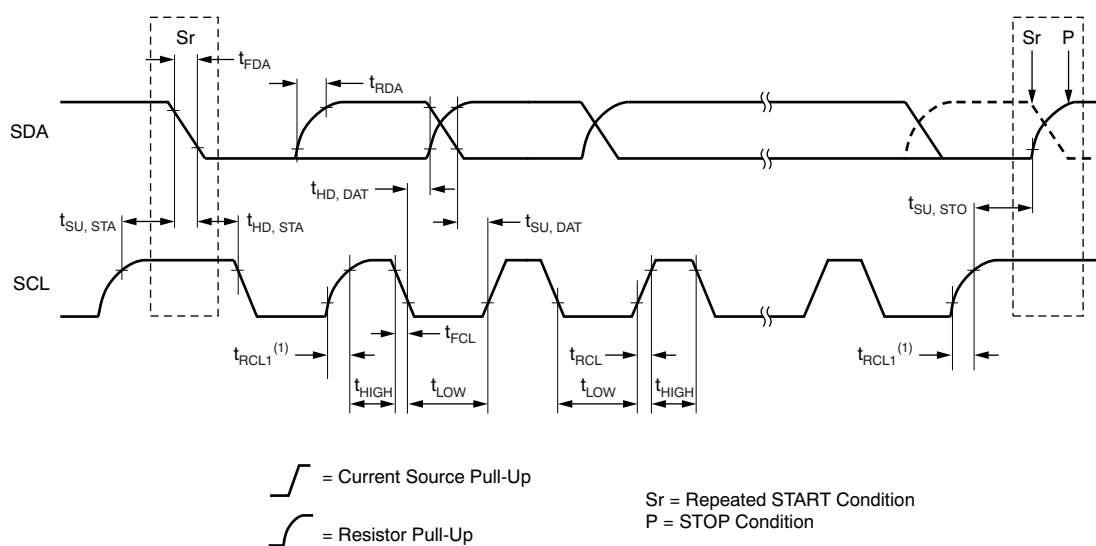 Sr
tFDA
tRDA
Sr
P
SDA
tHD, DAT
tSU, STA
tHD, STA
tSU, DAT
tSU, STO
SCL
tFCL
tRCL1(1)
tRCL
tRCL1(1)
tHIGH
tLOW
tLOW
tHIGH
= Current Source Pull-Up
= Resistor Pull-Up
Sr = Repeated START Condition
P = STOP Condition